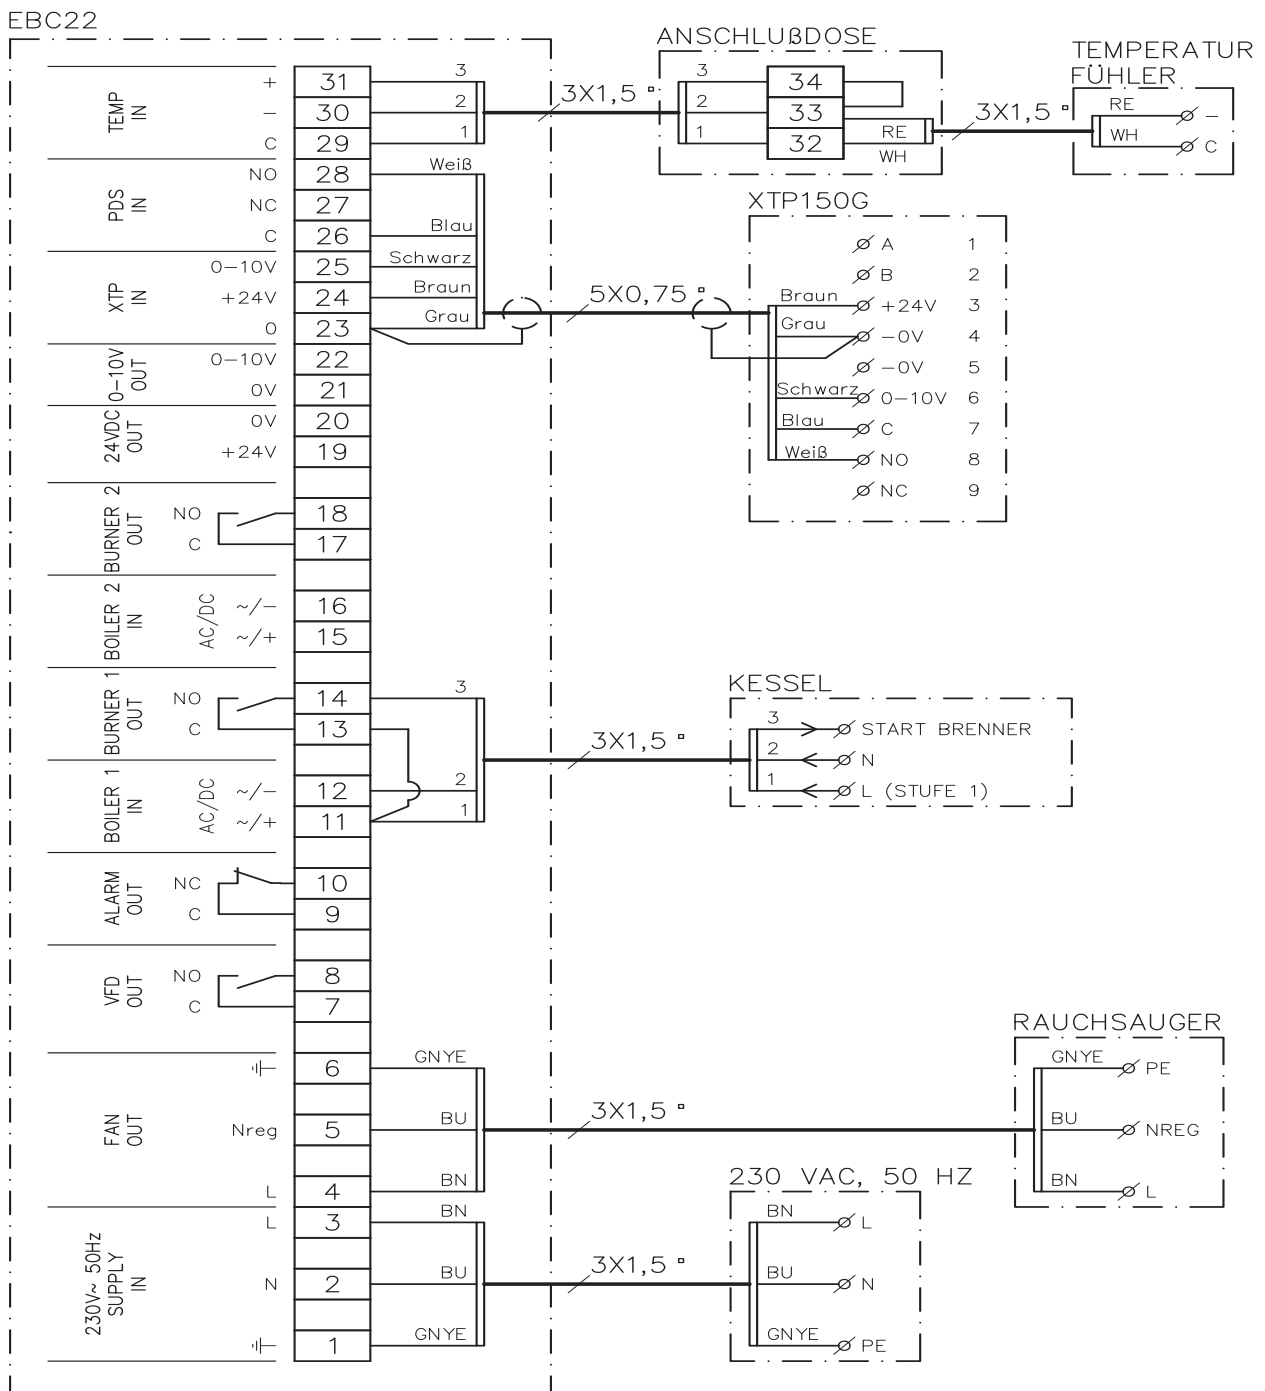 EBC22
TEMP
IN
+
−
C
31
30
29
3
2
1
3X1,5 ▫
ANSCHLUßDOSE
3
2
1
34
33
32
RE
WH
3X1,5 ▫
TEMPERATUR
FÜHLER
RE
WH
−
C
PDS
IN
NO
NC
C
28
27
26
Weiß
Blau
XTP
IN
0−10V
+24V
0
25
24
23
Schwarz
Braun
Grau
5X0,75 ▫
XTP150G
A 1
B 2
Braun +24V 3
Grau −0V 4
−0V 5
Schwarz 0−10V 6
Blau C 7
Weiß NO 8
NC 9
0−10V
OUT
0−10V
0V
22
21
24VDC
OUT
0V
+24V
20
19
BURNER 2
OUT
NO
C
18
17
BOILER 2
IN
AC/DC
~/−
~/+
16
15
BURNER 1
OUT
NO
C
14
13
BOILER 1
IN
AC/DC
~/−
~/+
12
11
3
2
1
3X1,5 ▫
KESSEL
3 START BRENNER
2 N
1 L (STUFE 1)
ALARM
OUT
NC
C
10
9
VFD
OUT
NO
C
8
7
FAN
OUT
Nreg
L
6
5
4
GNYE
BU
BN
3X1,5 ▫
RAUCHSAUGER
GNYE PE
BU NREG
BN L
230V~ 50Hz
SUPPLY
IN
L
N
3
2
1
BN
BU
GNYE
3X1,5 ▫
230 VAC, 50 HZ
BN L
BU N
GNYE PE